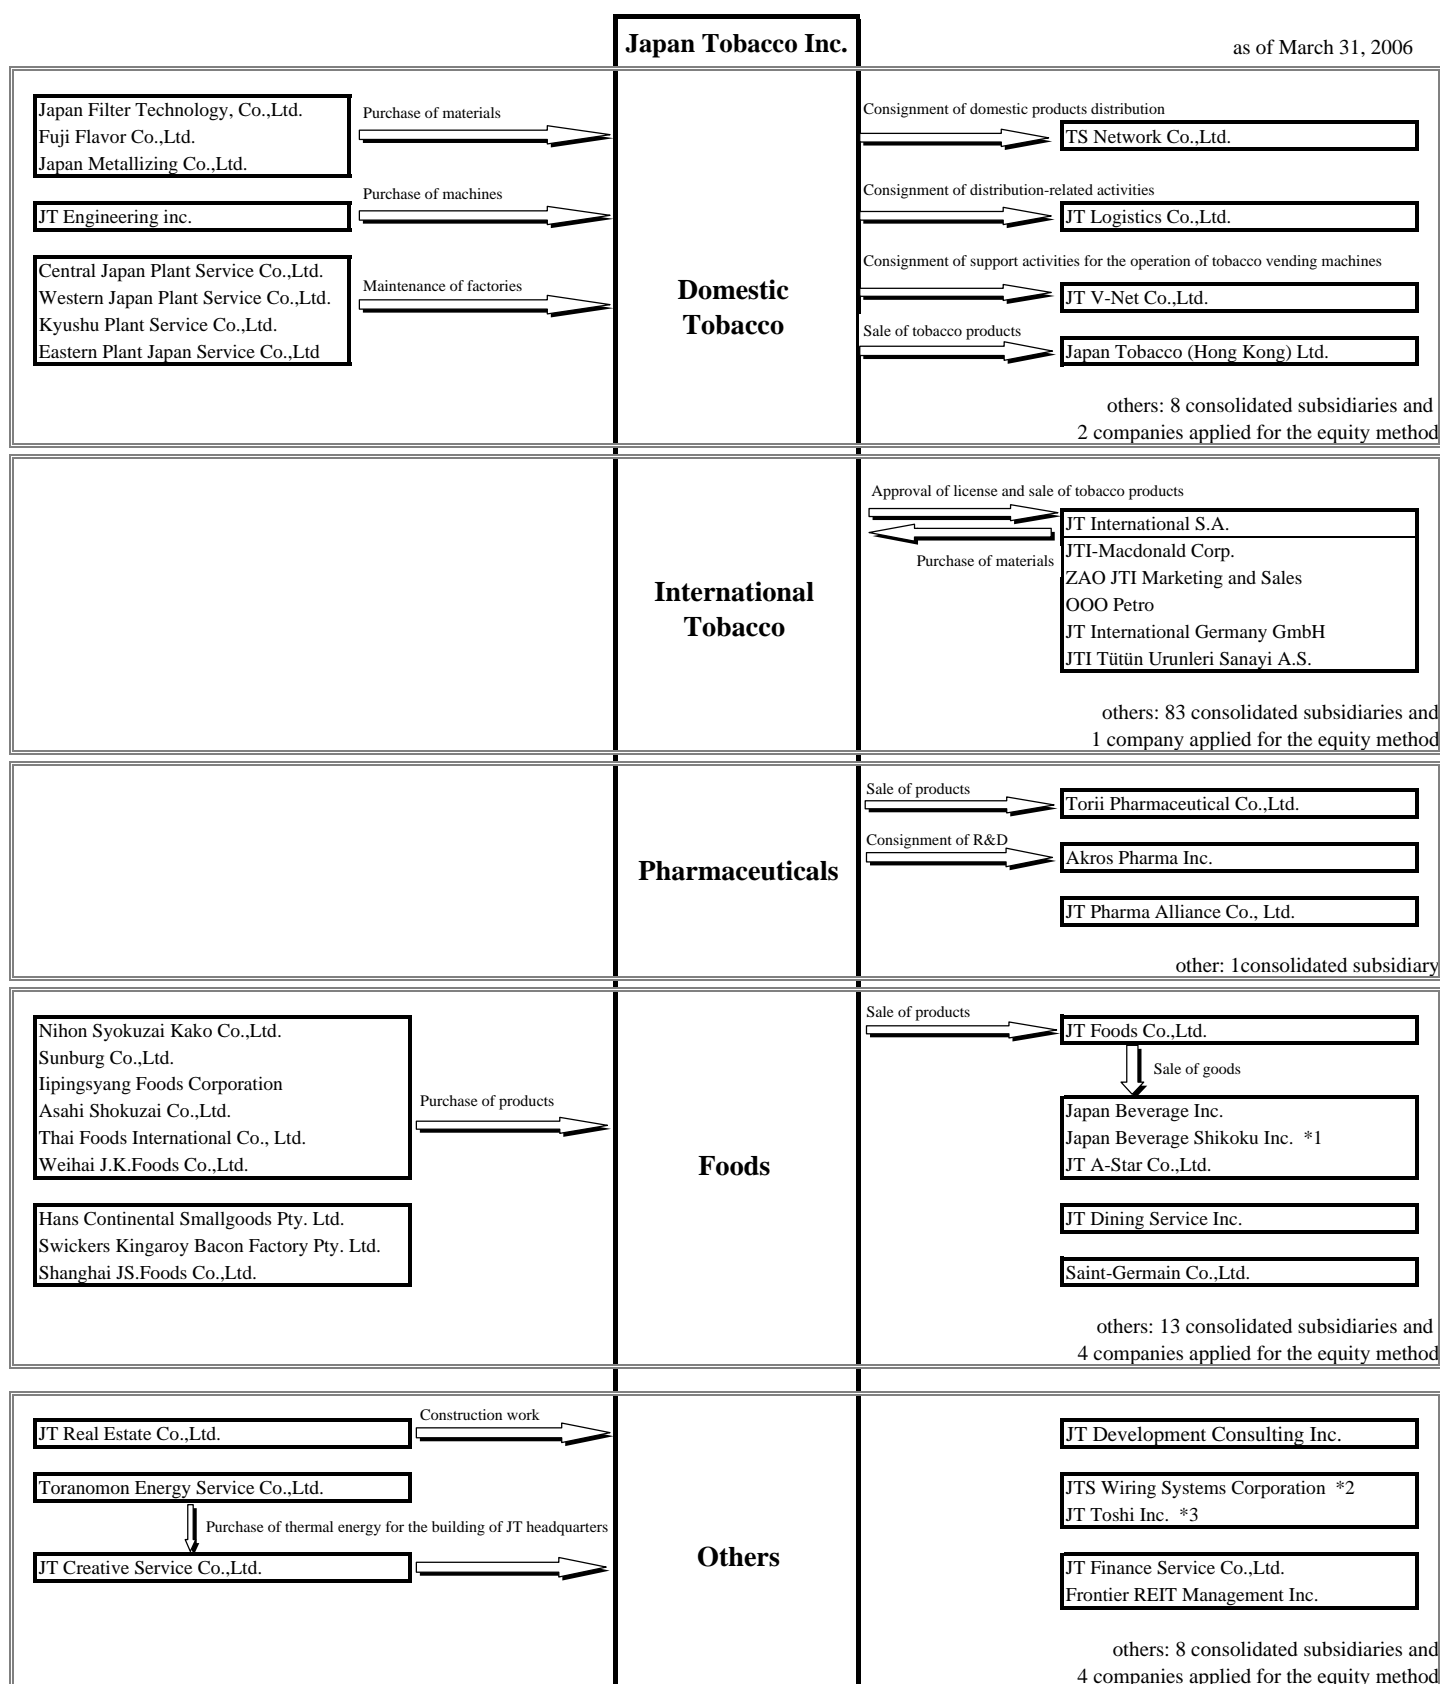 Japan Tobacco Inc.
as of March 31, 2006
Japan Filter Technology, Co.,Ltd.
Fuji Flavor Co.,Ltd.
Japan Metallizing Co.,Ltd.
Purchase of materials
JT Engineering inc.
Purchase of machines
Central Japan Plant Service Co.,Ltd.
Western Japan Plant Service Co.,Ltd.
Kyushu Plant Service Co.,Ltd.
Eastern Plant Japan Service Co.,Ltd
Maintenance of factories
Domestic
Tobacco
Consignment of domestic products distribution
TS Network Co.,Ltd.
Consignment of distribution-related activities
JT Logistics Co.,Ltd.
Consignment of support activities for the operation of tobacco vending machines
JT V-Net Co.,Ltd.
Sale of tobacco products
Japan Tobacco (Hong Kong) Ltd.
others: 8 consolidated subsidiaries and
2 companies applied for the equity method
International
Tobacco
Approval of license and sale of tobacco products
Purchase of materials
JT International S.A.
JTI-Macdonald Corp.
ZAO JTI Marketing and Sales
OOO Petro
JT International Germany GmbH
JTI Tütün Urunleri Sanayi A.S.
others: 83 consolidated subsidiaries and
1 company applied for the equity method
Pharmaceuticals
Sale of products
Torii Pharmaceutical Co.,Ltd.
Consignment of R&D
Akros Pharma Inc.
JT Pharma Alliance Co., Ltd.
other: 1consolidated subsidiary
Nihon Syokuzai Kako Co.,Ltd.
Sunburg Co.,Ltd.
Iipingsyang Foods Corporation
Asahi Shokuzai Co.,Ltd.
Thai Foods International Co., Ltd.
Weihai J.K.Foods Co.,Ltd.
Purchase of products
Hans Continental Smallgoods Pty. Ltd.
Swickers Kingaroy Bacon Factory Pty. Ltd.
Shanghai JS.Foods Co.,Ltd.
Foods
Sale of products
JT Foods Co.,Ltd.
Sale of goods
Japan Beverage Inc.
Japan Beverage Shikoku Inc. *1
JT A-Star Co.,Ltd.
JT Dining Service Inc.
Saint-Germain Co.,Ltd.
others: 13 consolidated subsidiaries and
4 companies applied for the equity method
JT Real Estate Co.,Ltd.
Construction work
Toranomon Energy Service Co.,Ltd.
Purchase of thermal energy for the building of JT headquarters
JT Creative Service Co.,Ltd.
Others
JT Development Consulting Inc.
JTS Wiring Systems Corporation *2
JT Toshi Inc. *3
JT Finance Service Co.,Ltd.
Frontier REIT Management Inc.
others: 8 consolidated subsidiaries and
4 companies applied for the equity method